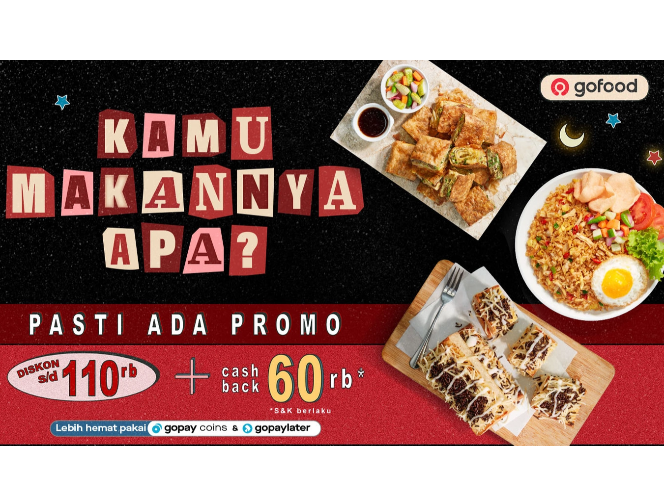 gofood
KAMU
MAKANNYA
APA?
PASTI ADA PROMO
DISKON
s/d 110rb + cash back 60rb*
*S&K berlaku
Lebih hemat pakai gopay coins & gopaylater